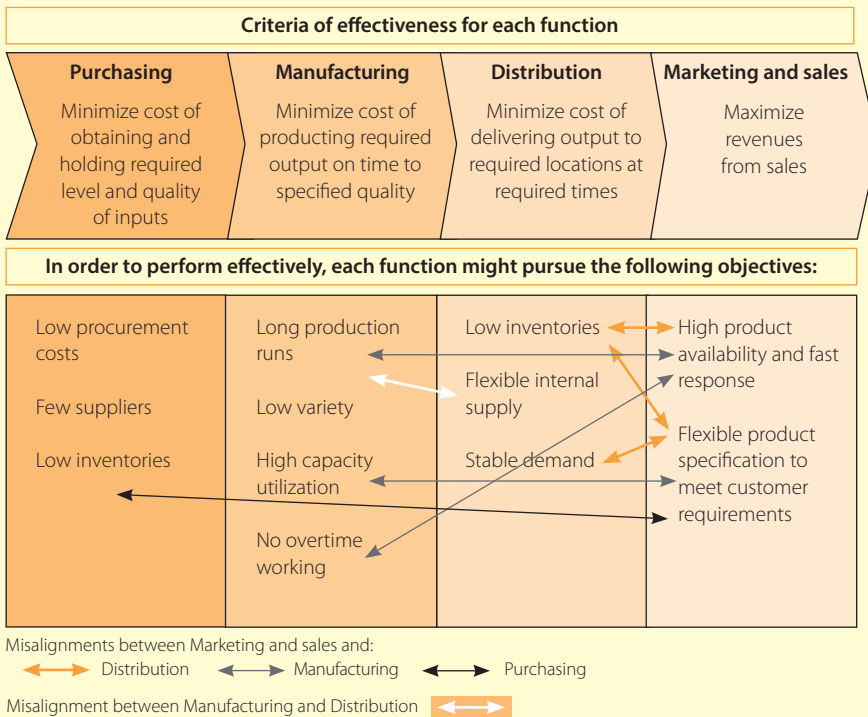 Criteria of effectiveness for each function
Purchasing
Minimize cost of
obtaining and
holding required
level and quality
of inputs
Manufacturing
Minimize cost of
producting required
output on time to
specified quality
Distribution
Minimize cost of
delivering output to
required locations at
required times
Marketing and sales
Maximize
revenues
from sales
In order to perform effectively, each function might pursue the following objectives:
Low procurement
costs
Few suppliers
Low inventories
Long production
runs
Low variety
High capacity
utilization
No overtime
working
Low inventories
Flexible internal
supply
Stable demand
High product
availability and fast
response
Flexible product
specification to
meet customer
requirements
Misalignments between Marketing and sales and:
Distribution
Manufacturing
Purchasing
Misalignment between Manufacturing and Distribution